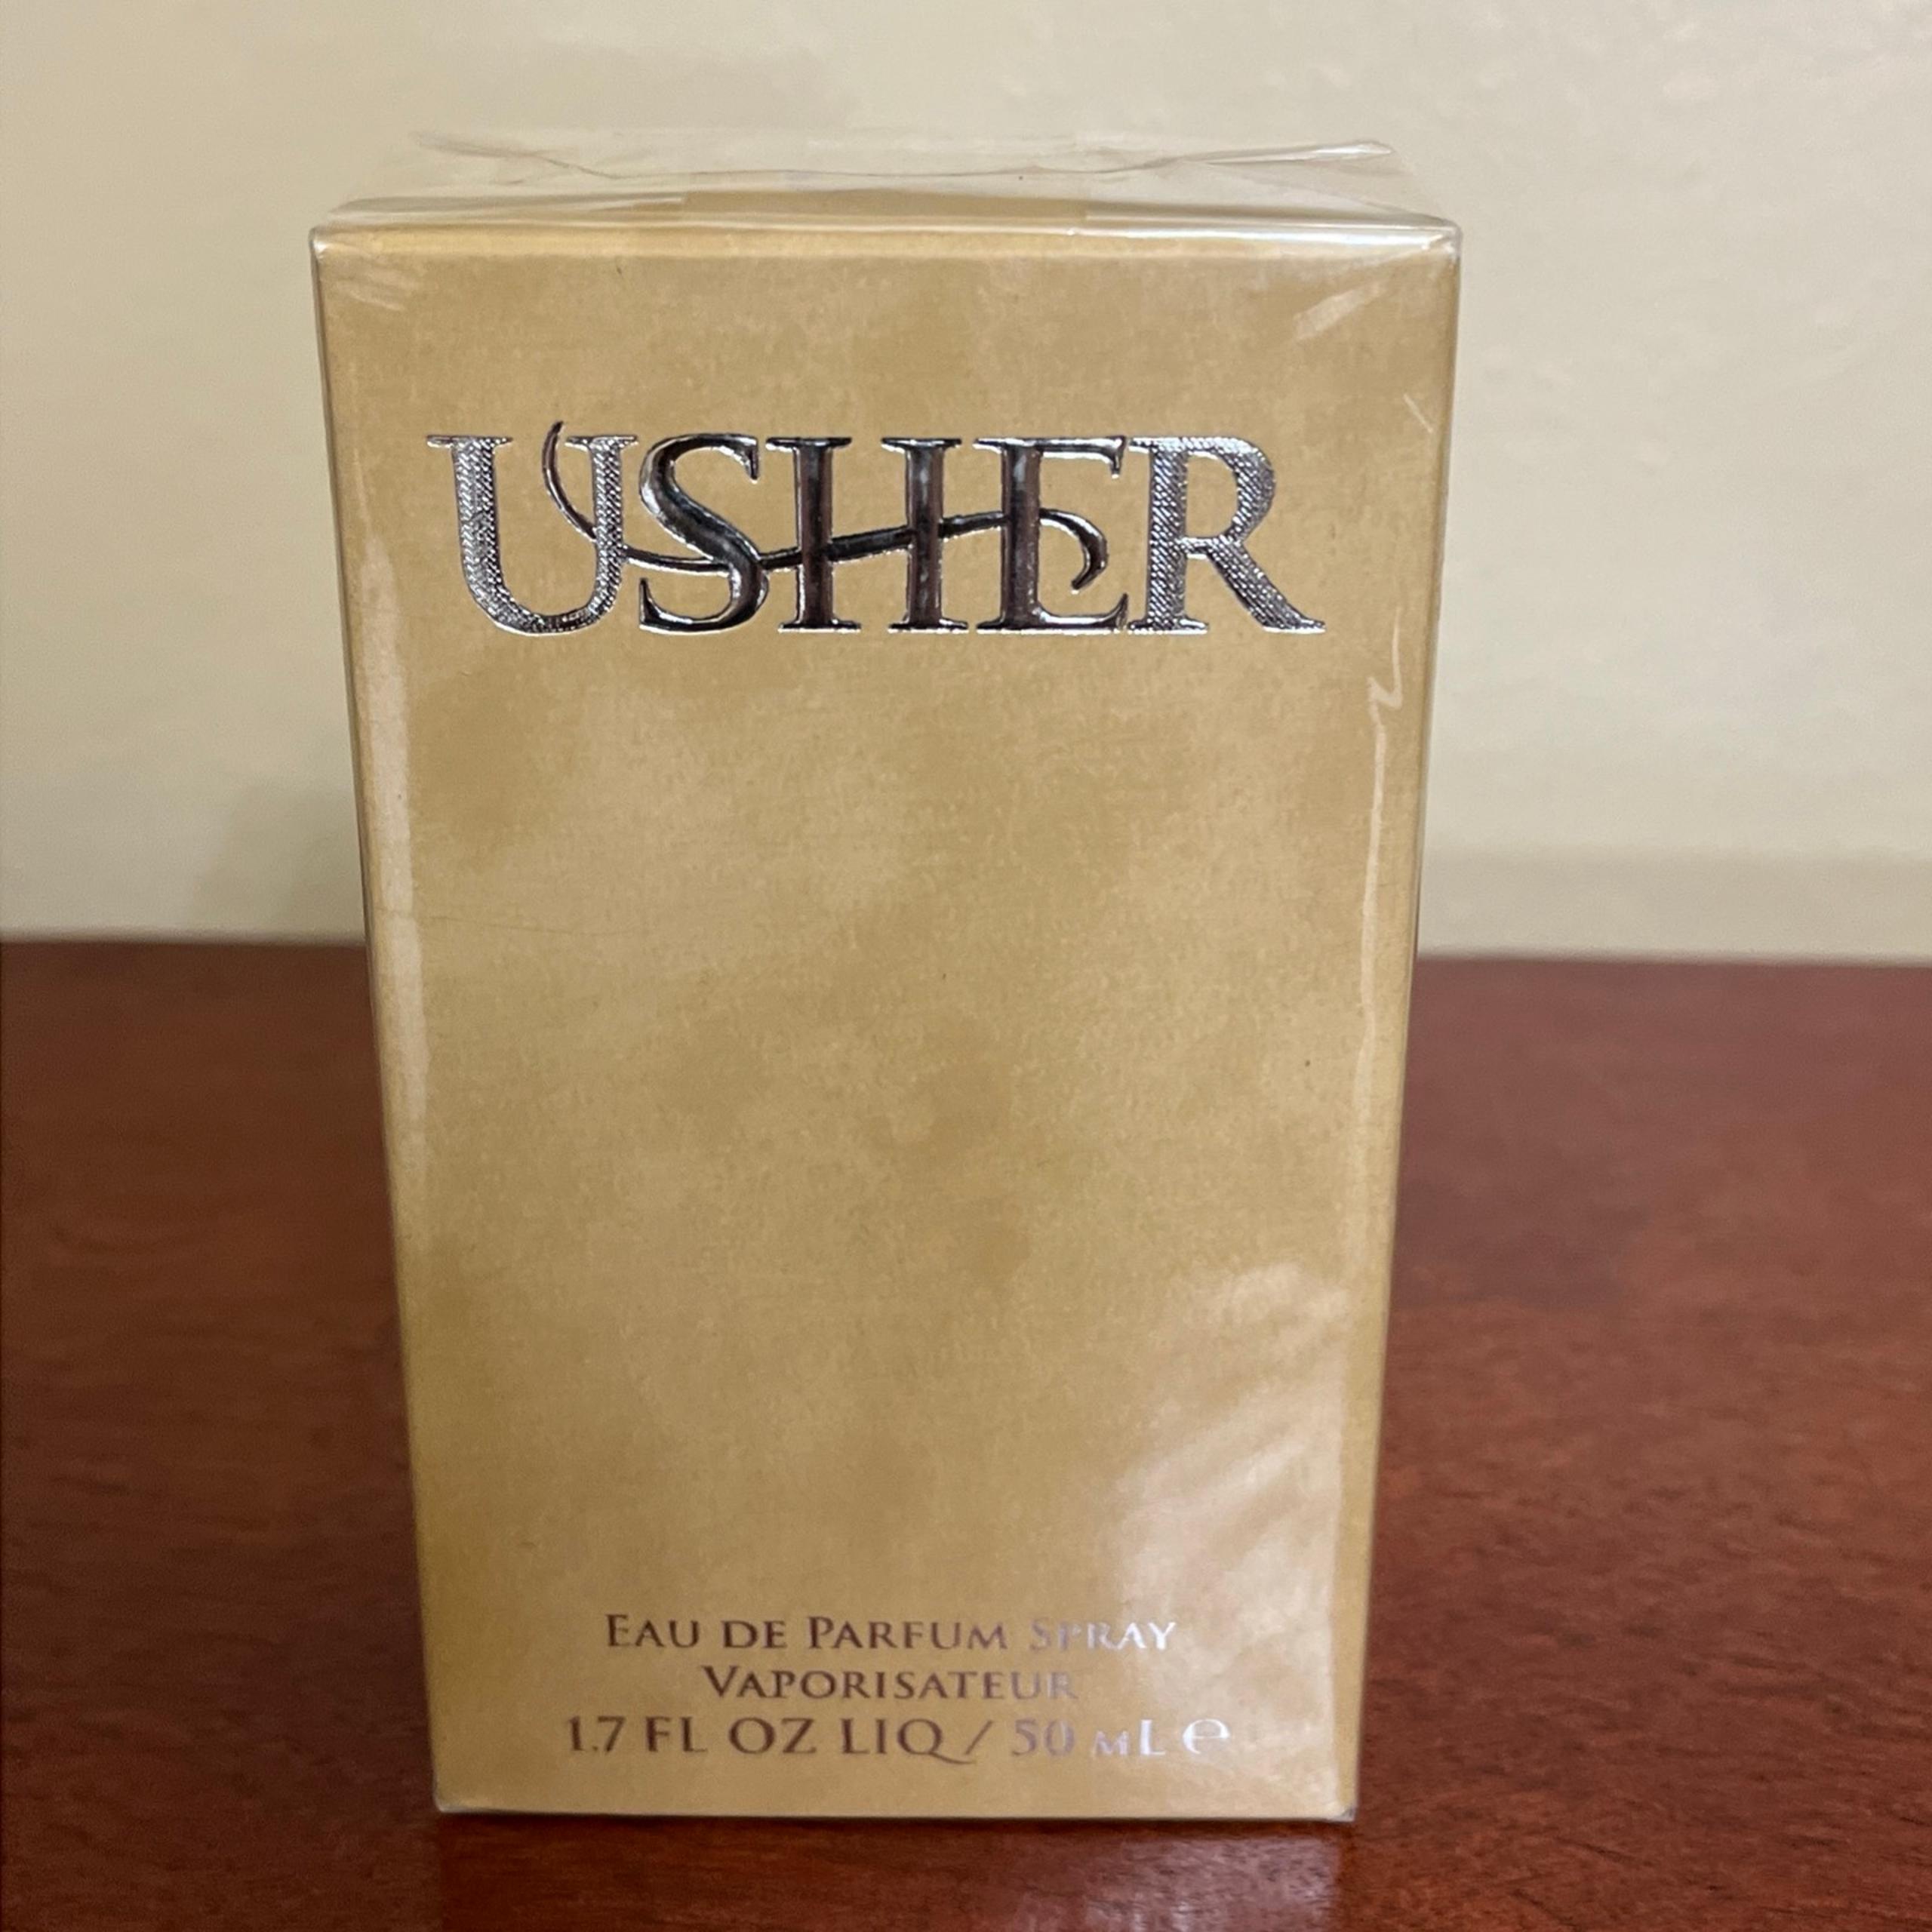 USHER
EAU DE PARFUM SPRAY
VAPORISATEUR
1.7 FL OZ LIQ / 50 mL ℮